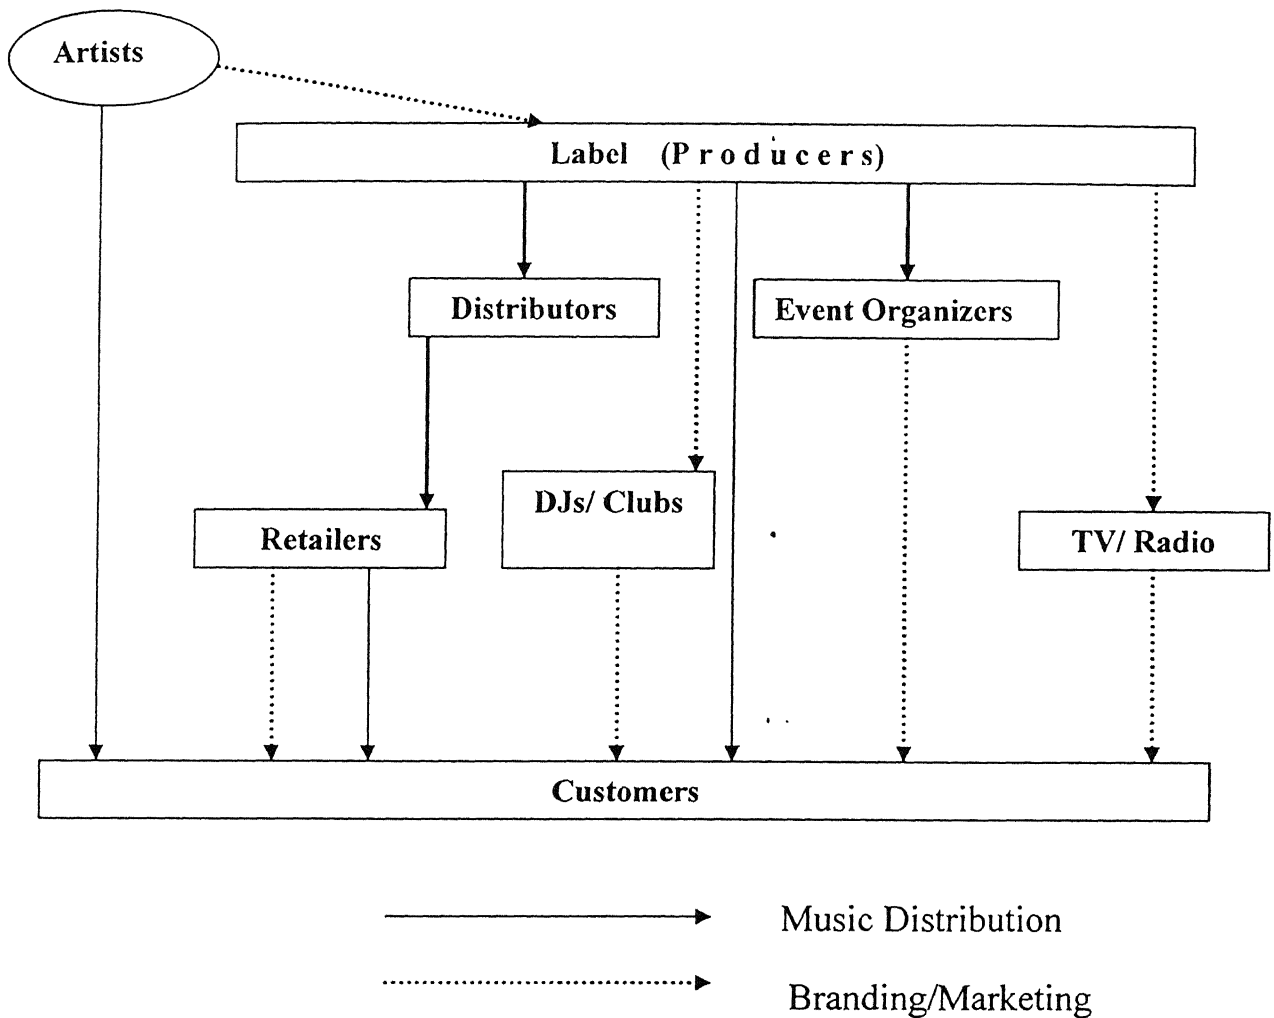 Artists
Label (Producers)
Distributors
Event Organizers
DJs/ Clubs
Retailers
TV/ Radio
Customers
Music Distribution
Branding/Marketing